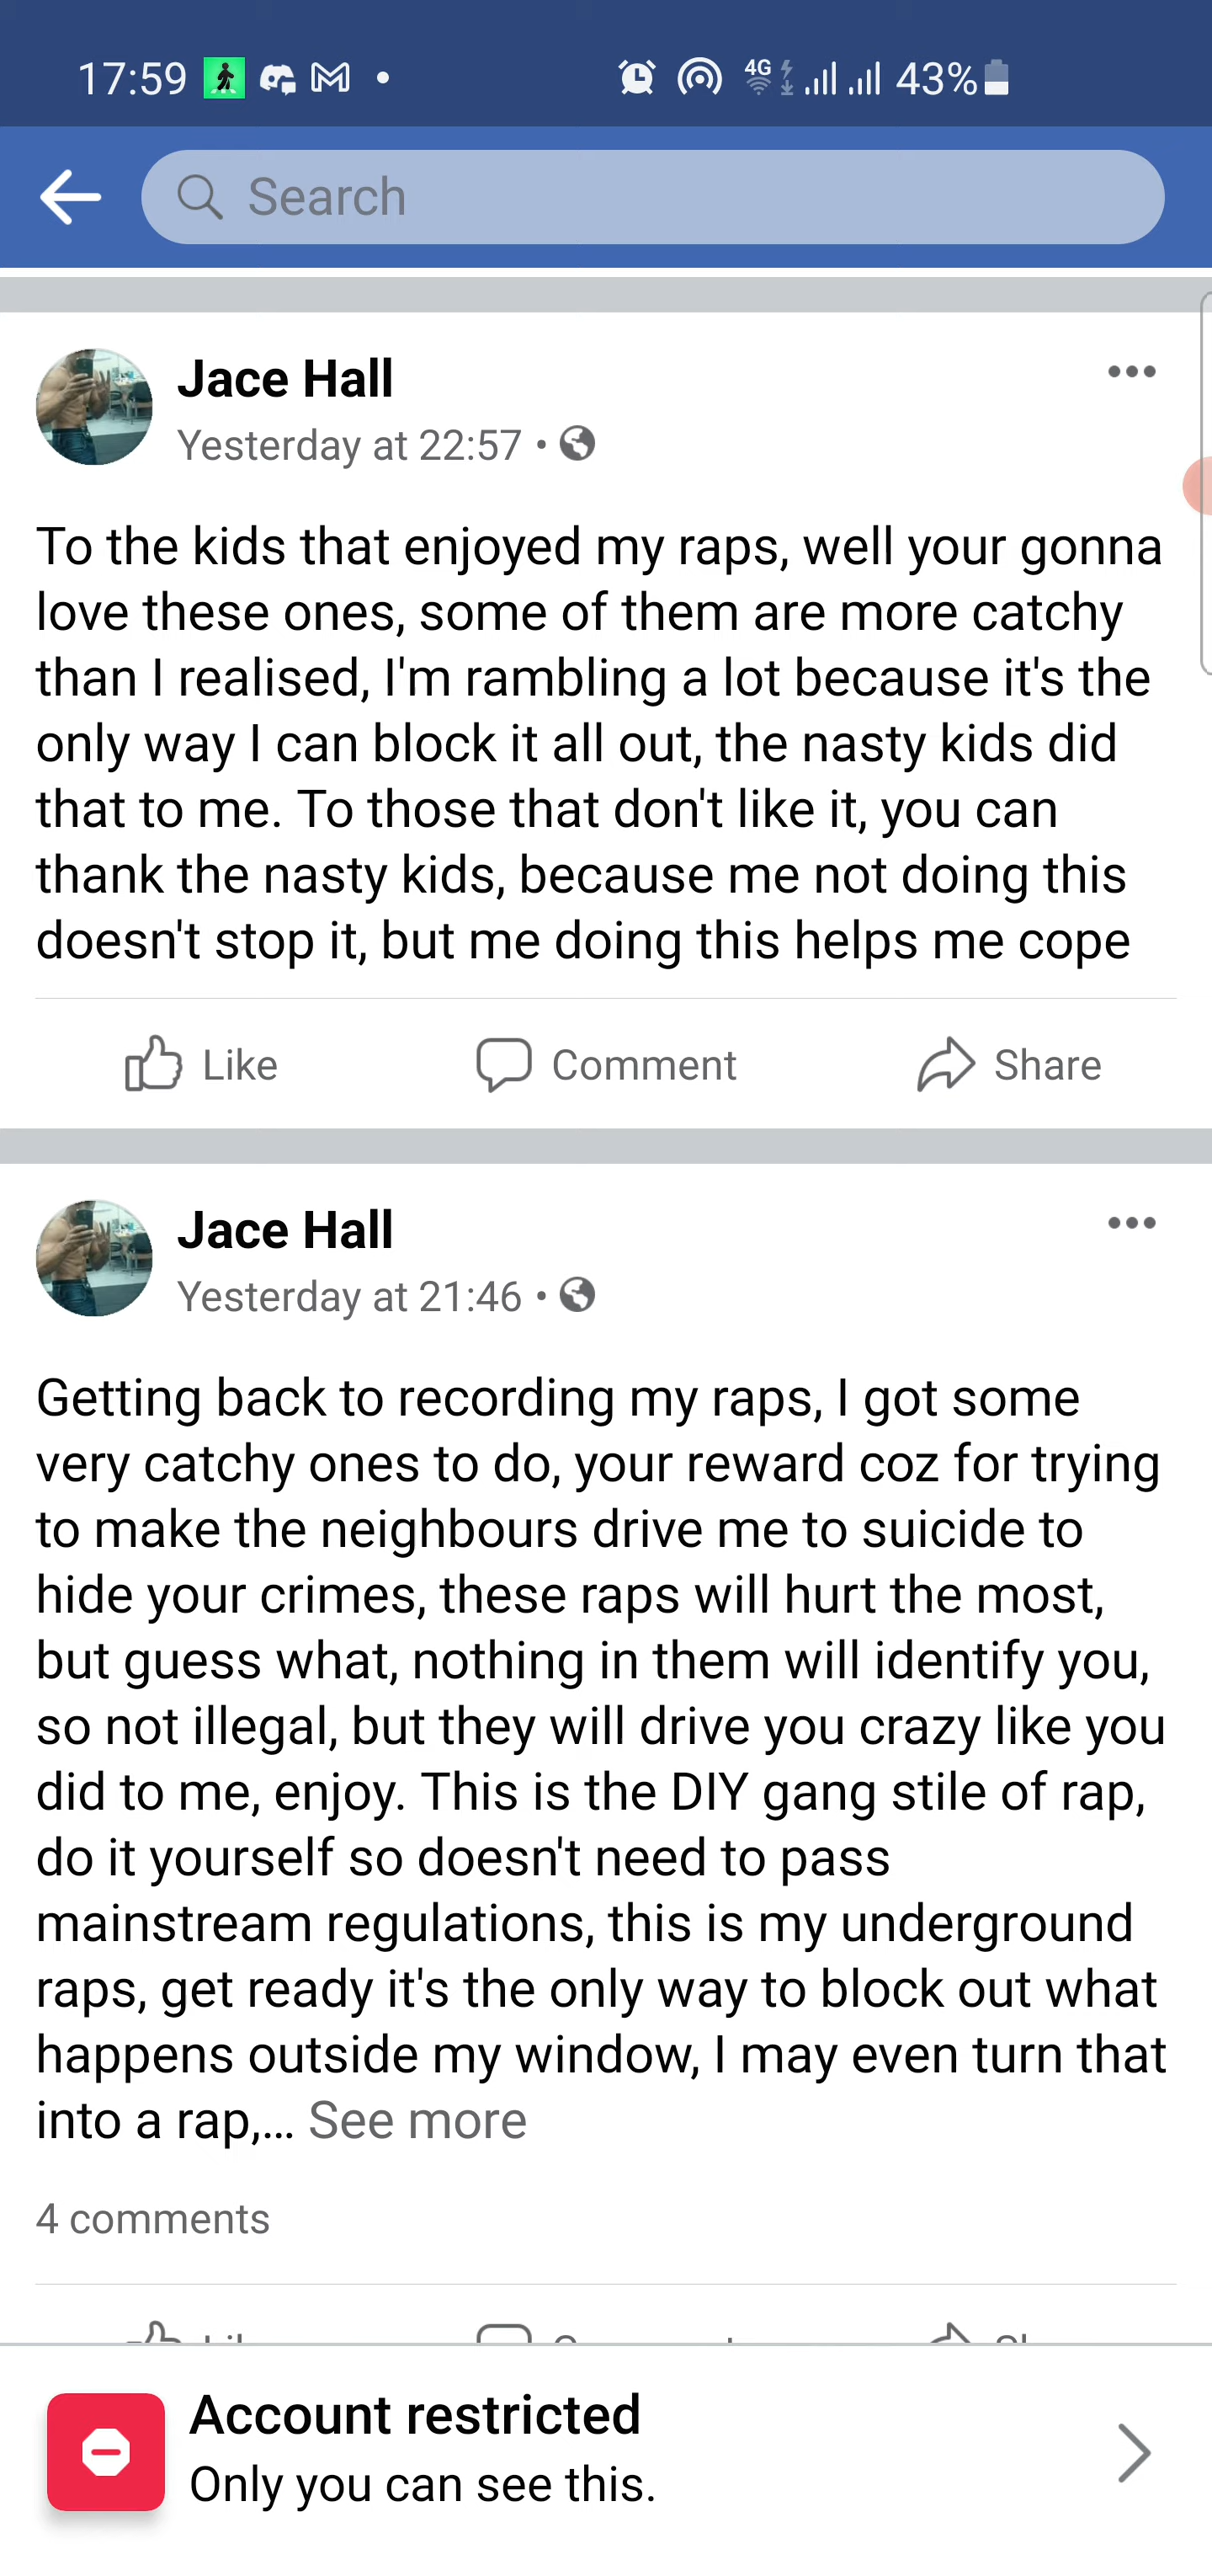 17:59
4G
43%
Search
Jace Hall
Yesterday at 22:57 •
To the kids that enjoyed my raps, well your gonna
love these ones, some of them are more catchy
than I realised, I'm rambling a lot because it's the
only way I can block it all out, the nasty kids did
that to me. To those that don't like it, you can
thank the nasty kids, because me not doing this
doesn't stop it, but me doing this helps me cope
Like Comment Share
Jace Hall
Yesterday at 21:46 •
Getting back to recording my raps, I got some
very catchy ones to do, your reward coz for trying
to make the neighbours drive me to suicide to
hide your crimes, these raps will hurt the most,
but guess what, nothing in them will identify you,
so not illegal, but they will drive you crazy like you
did to me, enjoy. This is the DIY gang stile of rap,
do it yourself so doesn't need to pass
mainstream regulations, this is my underground
raps, get ready it's the only way to block out what
happens outside my window, I may even turn that
into a rap,... See more
4 comments
Account restricted
Only you can see this.